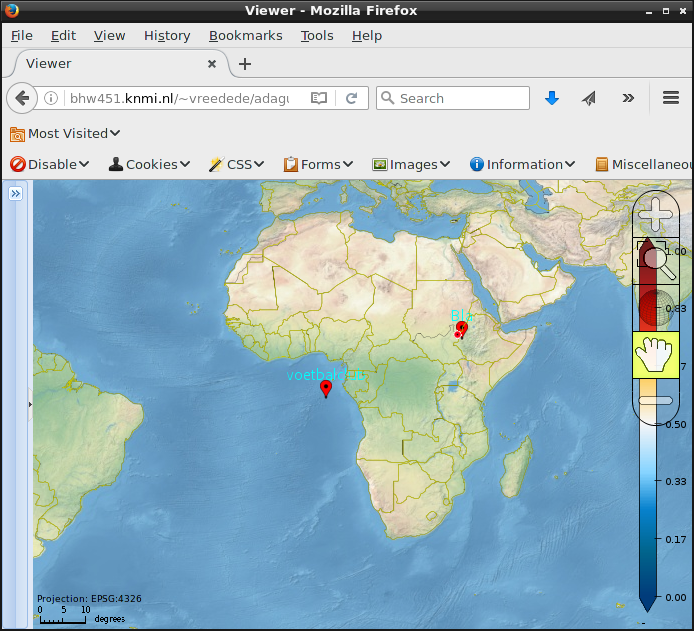 Viewer - Mozilla Firefox
File Edit View History Bookmarks Tools Help
Viewer
bhw451.knmi.nl/~vreedede/adagu
Search
Most Visited
Disable Cookies CSS Forms Images Information Miscellaneou
1.00
Bla
0.83
7
0.50
0.33
0.17
0.00
Projection: EPSG:4326
0 5 10 degrees